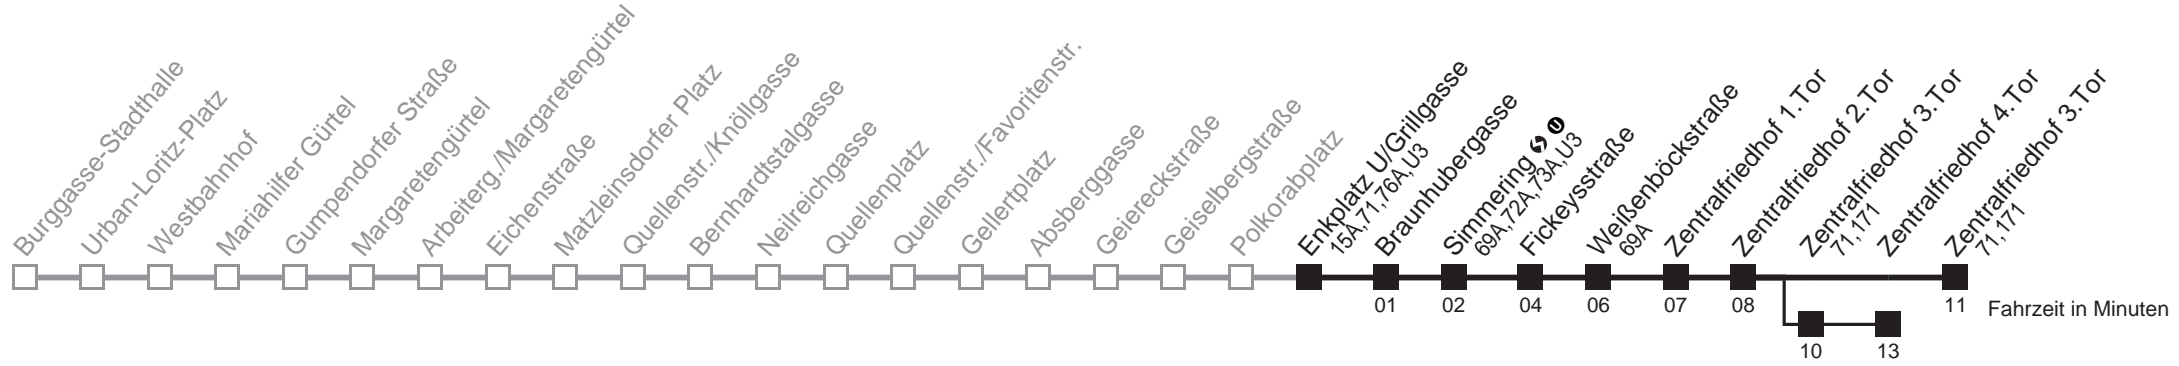 Burggasse-Stadthalle
Urban-Loritz-Platz
Westbahnhof
Mariahilfer Gürtel
Gumpendorfer Straße
Margaretengürtel
Arbeiterg./Margaretengürtel
Eichenstraße
Matzleinsdorfer Platz
Quellenstr./Knöllgasse
Bernhardtstalgasse
Neilreichgasse
Quellenplatz
Quellenstr./Favoritenstr.
Gellertplatz
Absberggasse
Geiereckstraße
Geiselbergstraße
Polkorabplatz
Enkplatz U/Grillgasse
15A,71,76A,U3
Braunhubergasse
Simmering S U
69A,72A,73A,U3
Fickeysstraße
Weißenböckstraße
69A
Zentralfriedhof 1.Tor
Zentralfriedhof 2.Tor
Zentralfriedhof 3.Tor
71,171
Zentralfriedhof 4.Tor
Zentralfriedhof 3.Tor
71,171
01 02 04 06 07 08 11 Fahrzeit in Minuten
10 13